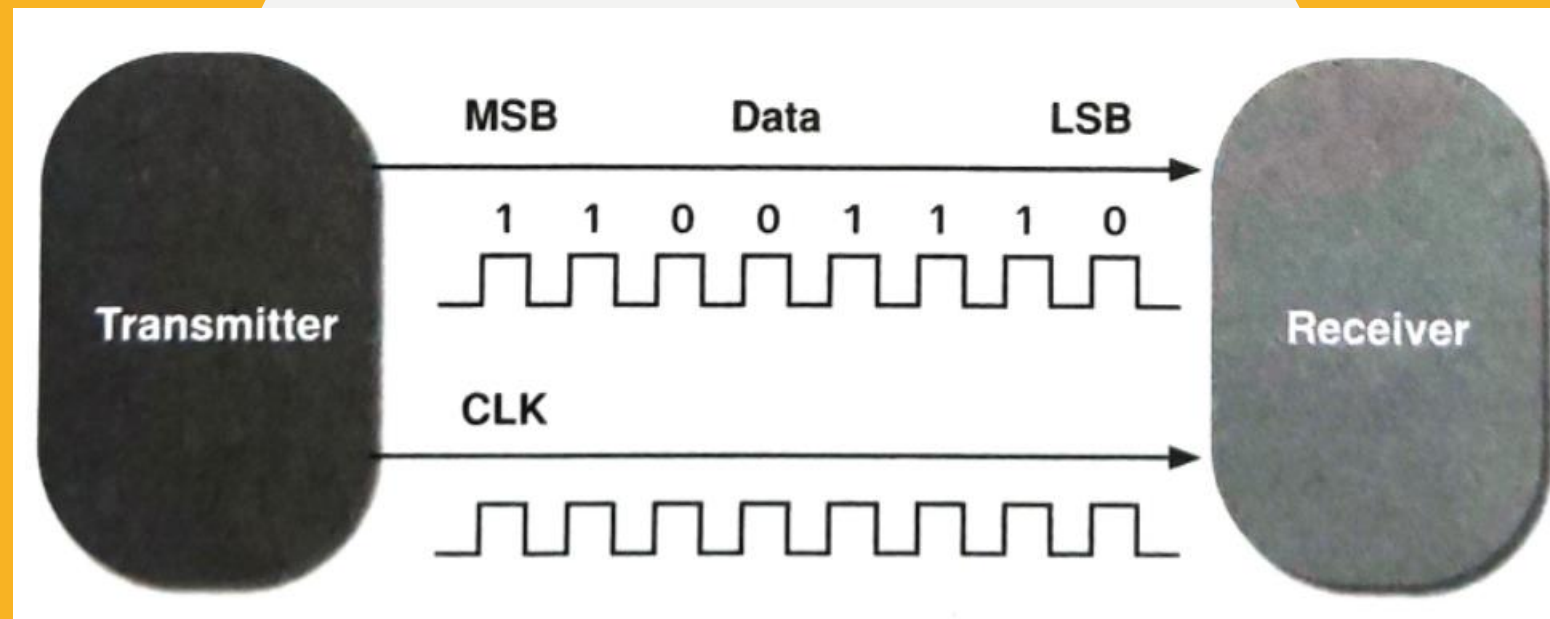 MSB Data LSB
1 1 0 0 1 1 1 0
Transmitter
Receiver
CLK